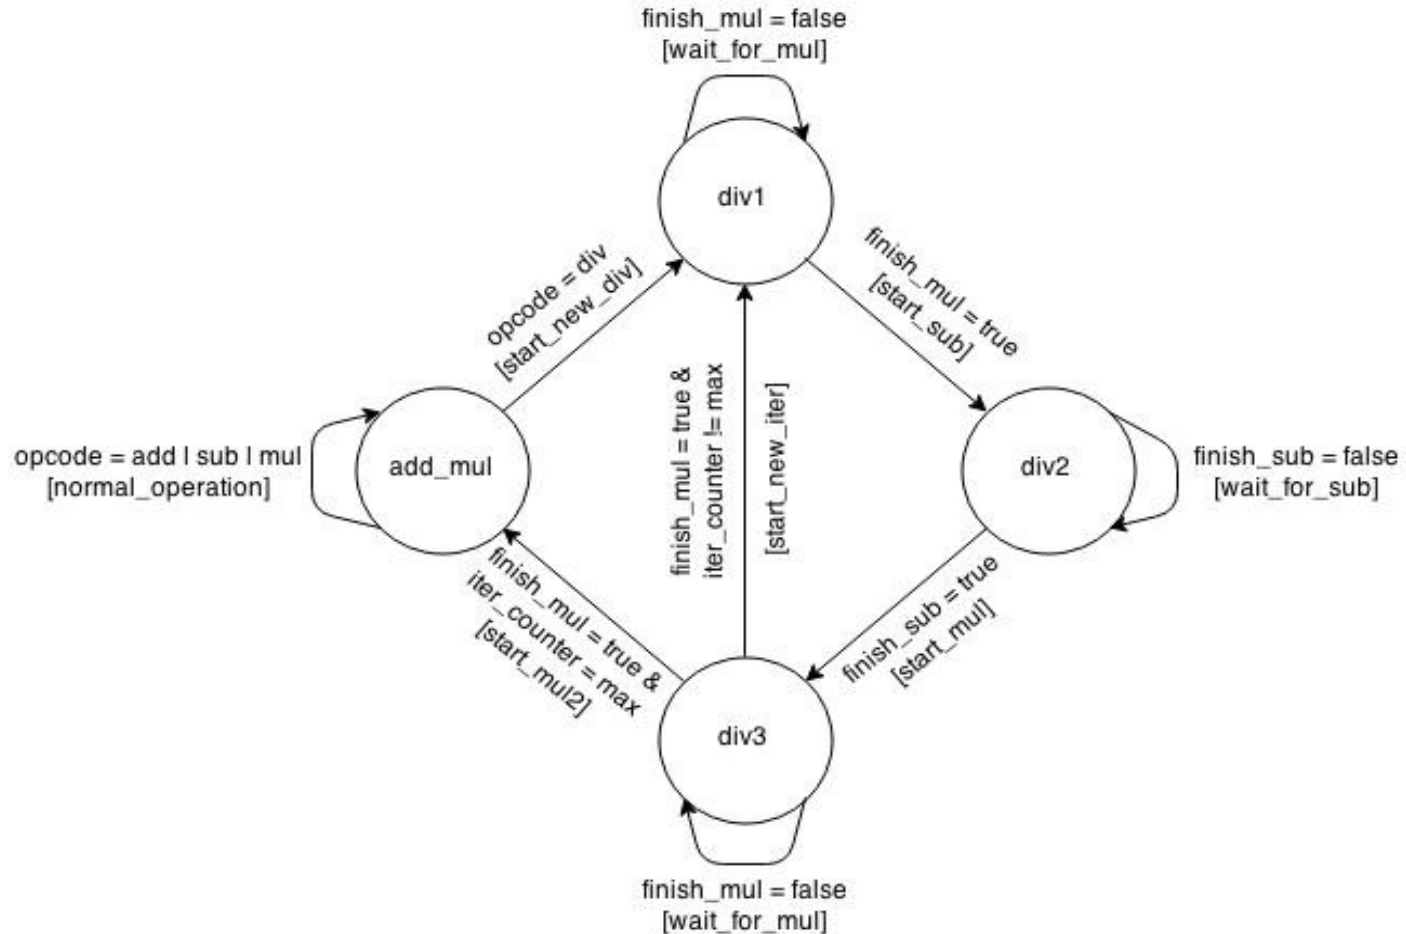 finish_mul = false
[wait_for_mul]
div1
opcode = div
[start_new_div]
finish_mul = true
[start_sub]
finish_mul = true &
iter_counter != max
[start_new_iter]
opcode = add | sub | mul
[normal_operation]
add_mul
div2
finish_sub = false
[wait_for_sub]
finish_mul = true &
iter_counter = max
[start_mul2]
finish_sub = true
[start_mul]
div3
finish_mul = false
[wait_for_mul]